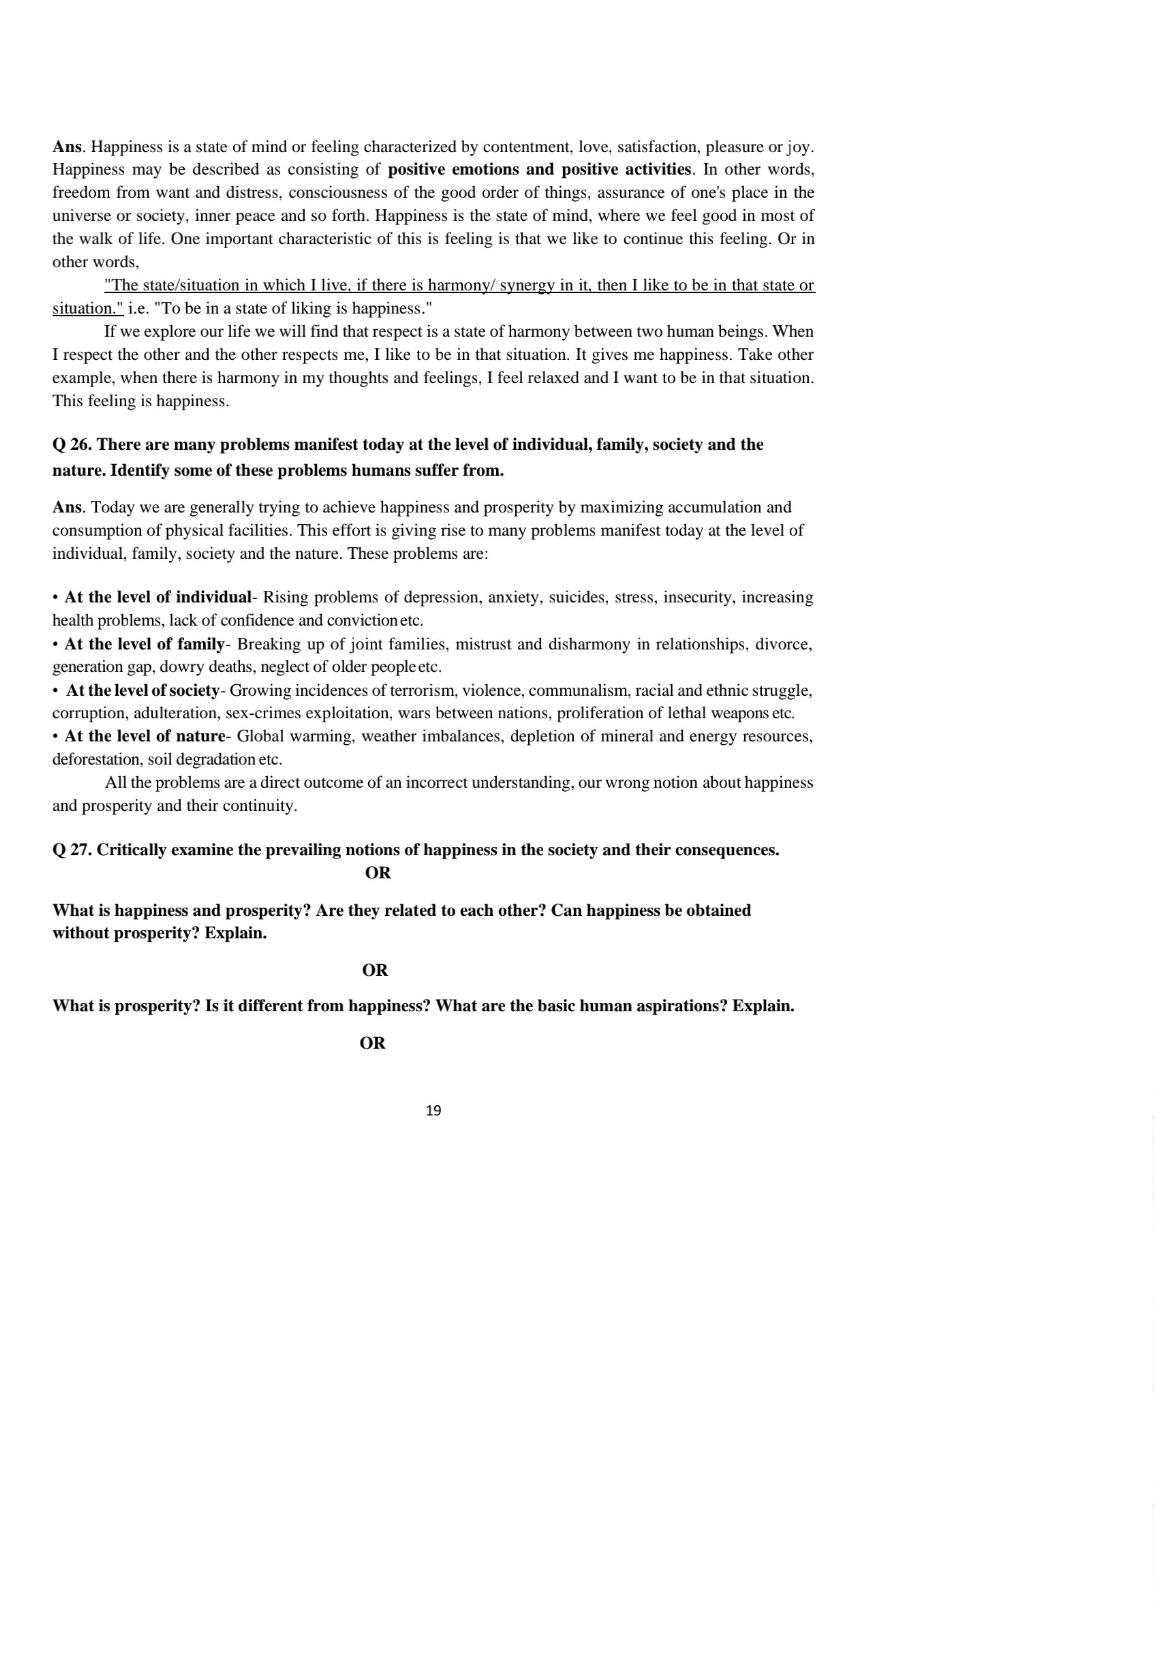 Ans. Happiness is a state of mind or feeling characterized by contentment, love, satisfaction, pleasure or joy.
Happiness may be described as consisting of positive emotions and positive activities. In other words,
freedom from want and distress, consciousness of the good order of things, assurance of one's place in the
universe or society, inner peace and so forth. Happiness is the state of mind, where we feel good in most of
the walk of life. One important characteristic of this is feeling is that we like to continue this feeling. Or in
other words,
"The state/situation in which I live, if there is harmony/ synergy in it, then I like to be in that state or
situation." i.e. "To be in a state of liking is happiness."
If we explore our life we will find that respect is a state of harmony between two human beings. When
I respect the other and the other respects me, I like to be in that situation. It gives me happiness. Take other
example, when there is harmony in my thoughts and feelings, I feel relaxed and I want to be in that situation.
This feeling is happiness.
Q 26. There are many problems manifest today at the level of individual, family, society and the
nature. Identify some of these problems humans suffer from.
Ans. Today we are generally trying to achieve happiness and prosperity by maximizing accumulation and
consumption of physical facilities. This effort is giving rise to many problems manifest today at the level of
individual, family, society and the nature. These problems are:
• At the level of individual- Rising problems of depression, anxiety, suicides, stress, insecurity, increasing
health problems, lack of confidence and conviction etc.
• At the level of family- Breaking up of joint families, mistrust and disharmony in relationships, divorce,
generation gap, dowry deaths, neglect of older people etc.
• At the level of society- Growing incidences of terrorism, violence, communalism, racial and ethnic struggle,
corruption, adulteration, sex-crimes exploitation, wars between nations, proliferation of lethal weapons etc.
• At the level of nature- Global warming, weather imbalances, depletion of mineral and energy resources,
deforestation, soil degradation etc.
All the problems are a direct outcome of an incorrect understanding, our wrong notion about happiness
and prosperity and their continuity.
Q 27. Critically examine the prevailing notions of happiness in the society and their consequences.
OR
What is happiness and prosperity? Are they related to each other? Can happiness be obtained
without prosperity? Explain.
OR
What is prosperity? Is it different from happiness? What are the basic human aspirations? Explain.
OR
19